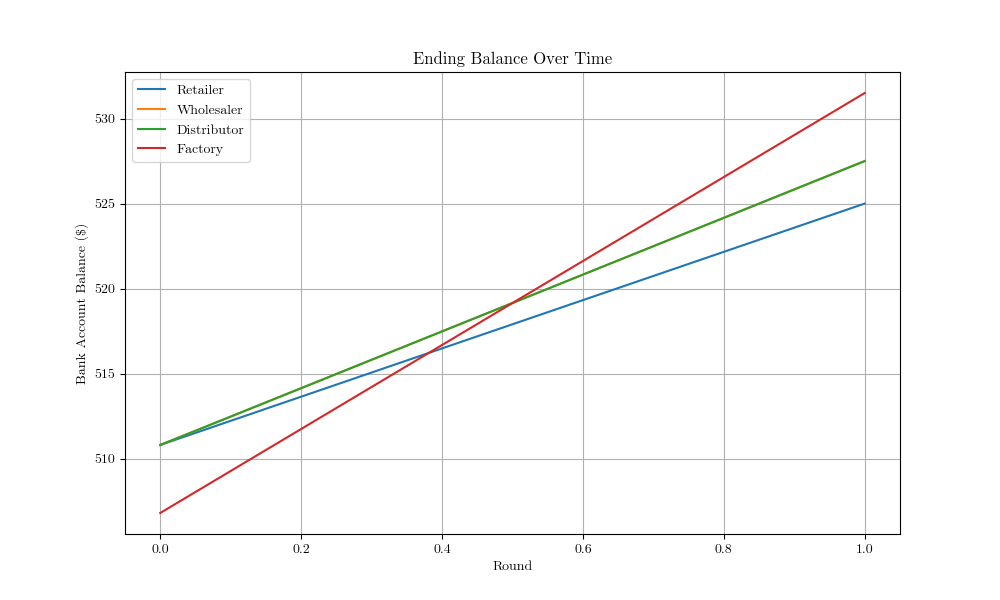 Ending Balance Over Time
Retailer
Wholesaler
Distributor
Factory
530
525
520
515
510
Bank Account Balance ($)
0.0 0.2 0.4 0.6 0.8 1.0
Round